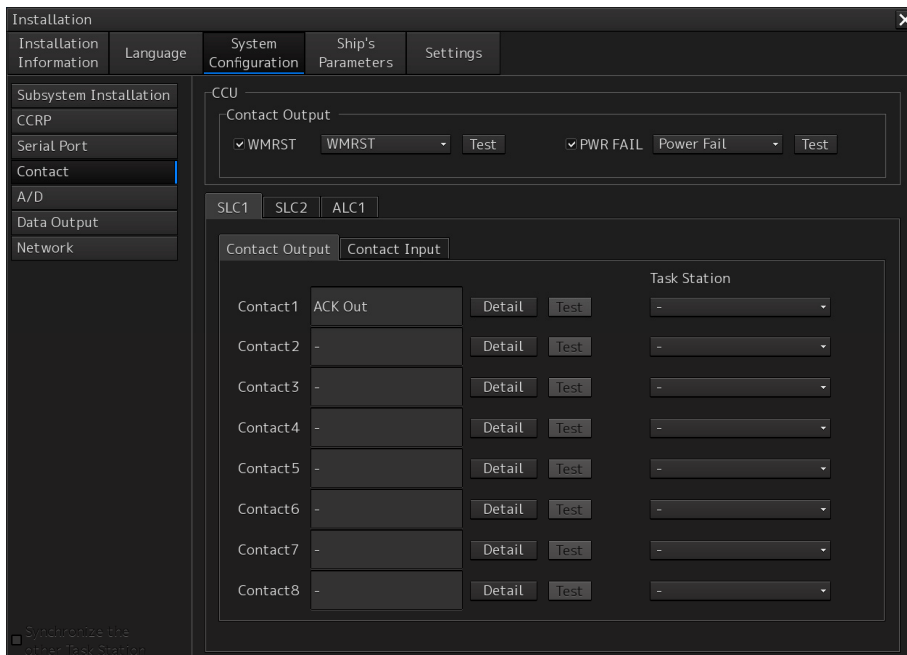 Installation
Installation Information
Language
System Configuration
Ship's Parameters
Settings
Subsystem Installation
CCRP
Serial Port
Contact
A/D
Data Output
Network
Synchronize the
other Task Station
CCU
Contact Output
WMRST WMRST Test PWR FAIL Power Fail Test
SLC1 SLC2 ALC1
Contact Output Contact Input
Task Station
Contact1 ACK Out Detail Test -
Contact2 - Detail Test -
Contact3 - Detail Test -
Contact4 - Detail Test -
Contact5 - Detail Test -
Contact6 - Detail Test -
Contact7 - Detail Test -
Contact8 - Detail Test -